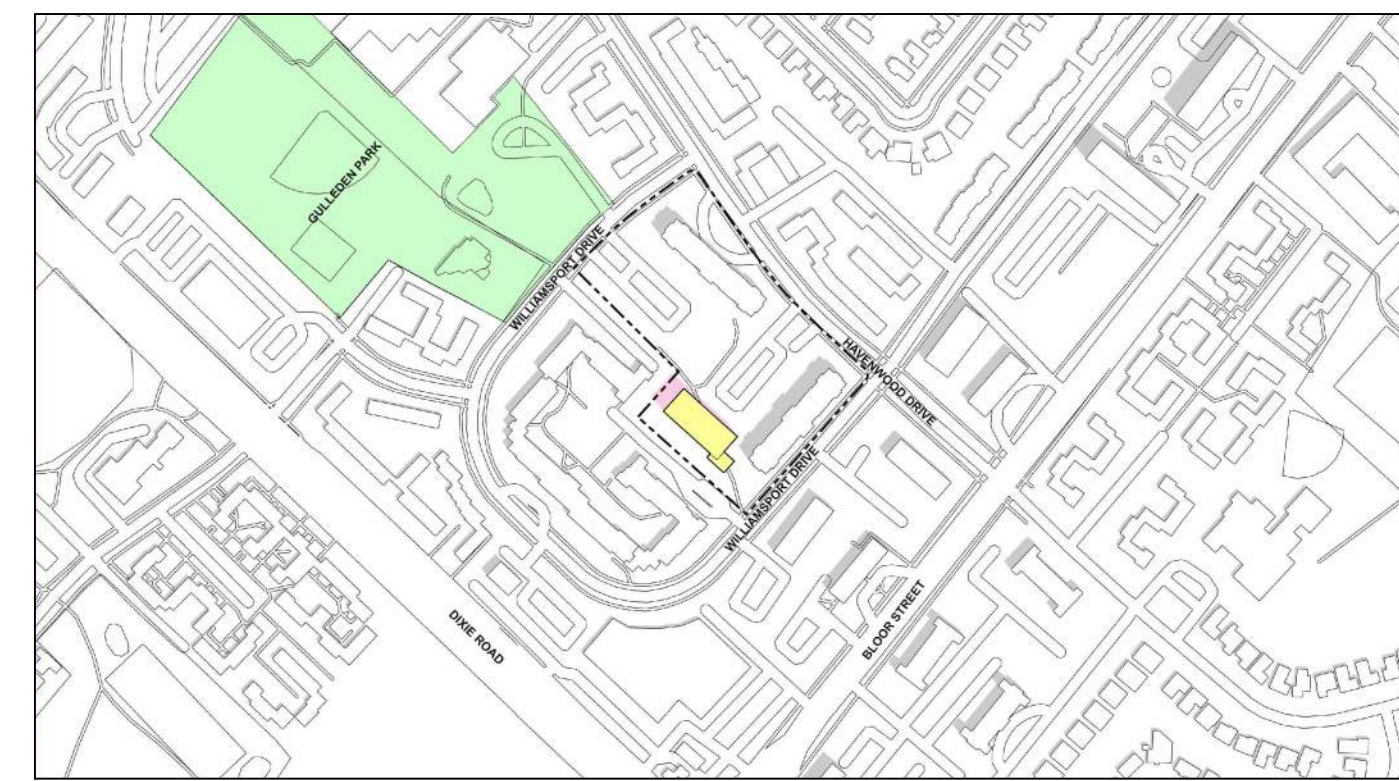 GULLEDEN PARK
WILLIAMSPORT DRIVE
HAVENWOOD DRIVE
WILLIAMSPORT DRIVE
BLOOR STREET
DIXIE ROAD